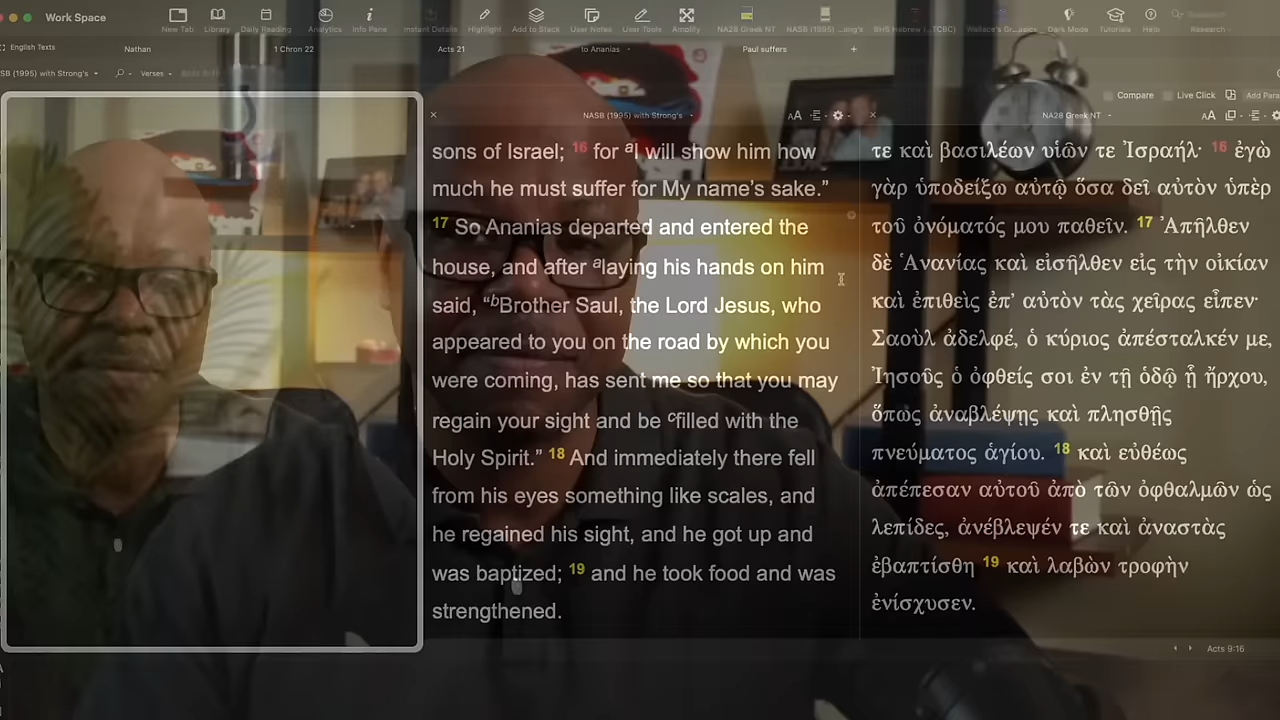 Work Space
New Tab Library Daily Reading Analytics Info Pane Instant Details Highlight Add to Stack User Notes User Tools Amplify NA28 Greek NT Dark Mode Tutorials Help Research
English Texts Nathan 1 Chron 22 Acts 21 to Ananias Paul suffers +
SB (1995) with Strong's Verses
Compare Live Click Add Para
NASB (1995) with Strong's AA
NA28 Greek NT AA
sons of Israel; 16 for aI will show him how
much he must suffer for My name’s sake.”
17 So Ananias departed and entered the
house, and after alaying his hands on him
said, “bBrother Saul, the Lord Jesus, who
appeared to you on the road by which you
were coming, has sent me so that you may
regain your sight and be cfilled with the
Holy Spirit.” 18 And immediately there fell
from his eyes something like scales, and
he regained his sight, and he got up and
was baptized; 19 and he took food and was
strengthened.
τε καὶ βασιλέων υἱῶν τε Ἰσραήλ· 16 ἐγὼ
γὰρ ὑποδείξω αὐτῷ ὅσα δεῖ αὐτὸν ὑπὲρ
τοῦ ὀνόματός μου παθεῖν. 17 Ἀπῆλθεν
δὲ Ἁνανίας καὶ εἰσῆλθεν εἰς τὴν οἰκίαν
καὶ ἐπιθεὶς ἐπ’ αὐτὸν τὰς χεῖρας εἶπεν·
Σαοὺλ ἀδελφέ, ὁ κύριος ἀπέσταλκέν με,
Ἰησοῦς ὁ ὀφθείς σοι ἐν τῇ ὁδῷ ᾗ ἤρχου,
ὅπως ἀναβλέψῃς καὶ πλησθῇς
πνεύματος ἁγίου. 18 καὶ εὐθέως
ἀπέπεσαν αὐτοῦ ἀπὸ τῶν ὀφθαλμῶν ὡς
λεπίδες, ἀνέβλεψέν τε καὶ ἀναστὰς
ἐβαπτίσθη 19 καὶ λαβὼν τροφὴν
ἐνίσχυσεν.
Acts 9:16